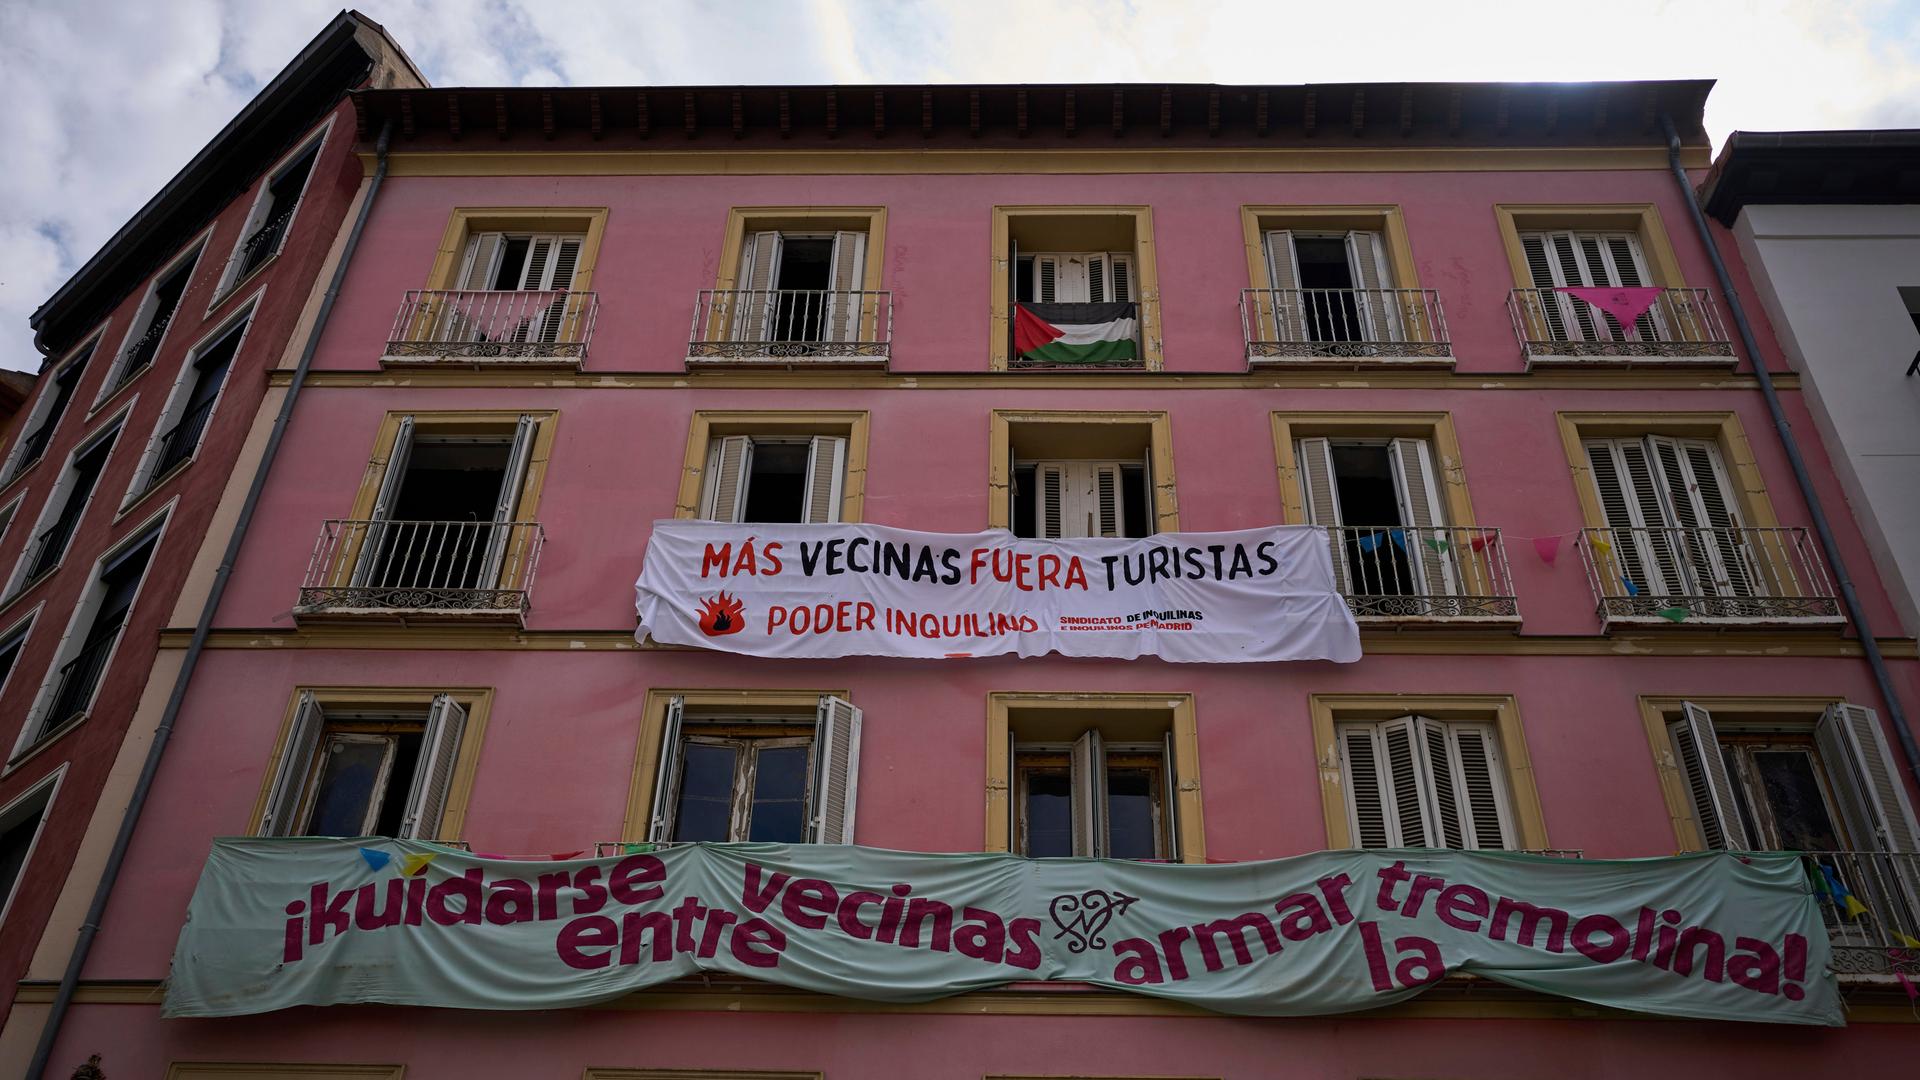 MÁS VECINAS FUERA TURISTAS
PODER INQUILINO
SINDICATO DE INQUILINAS
E INQUILINOS DE MADRID
¡Kuidarse vecinas
entre
armar tremolina!
la